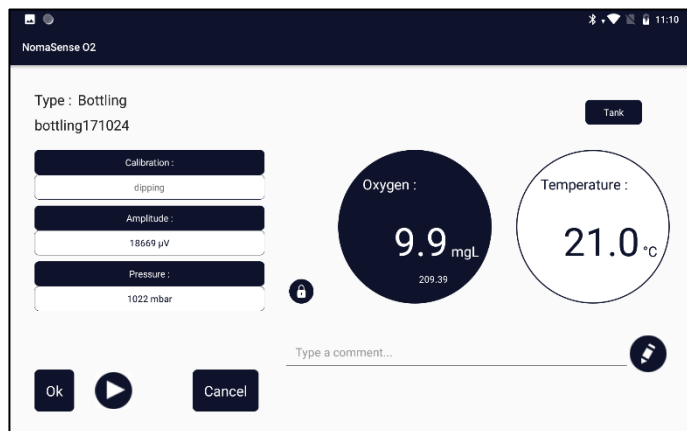 11:10
NomaSense O2
Type : Bottling
bottling171024
Tank
Calibration :
dipping
Amplitude :
18669 µV
Pressure :
1022 mbar
Oxygen :
9.9 mgL
209.39
Temperature :
21.0 °C
Type a comment...
Ok
Cancel